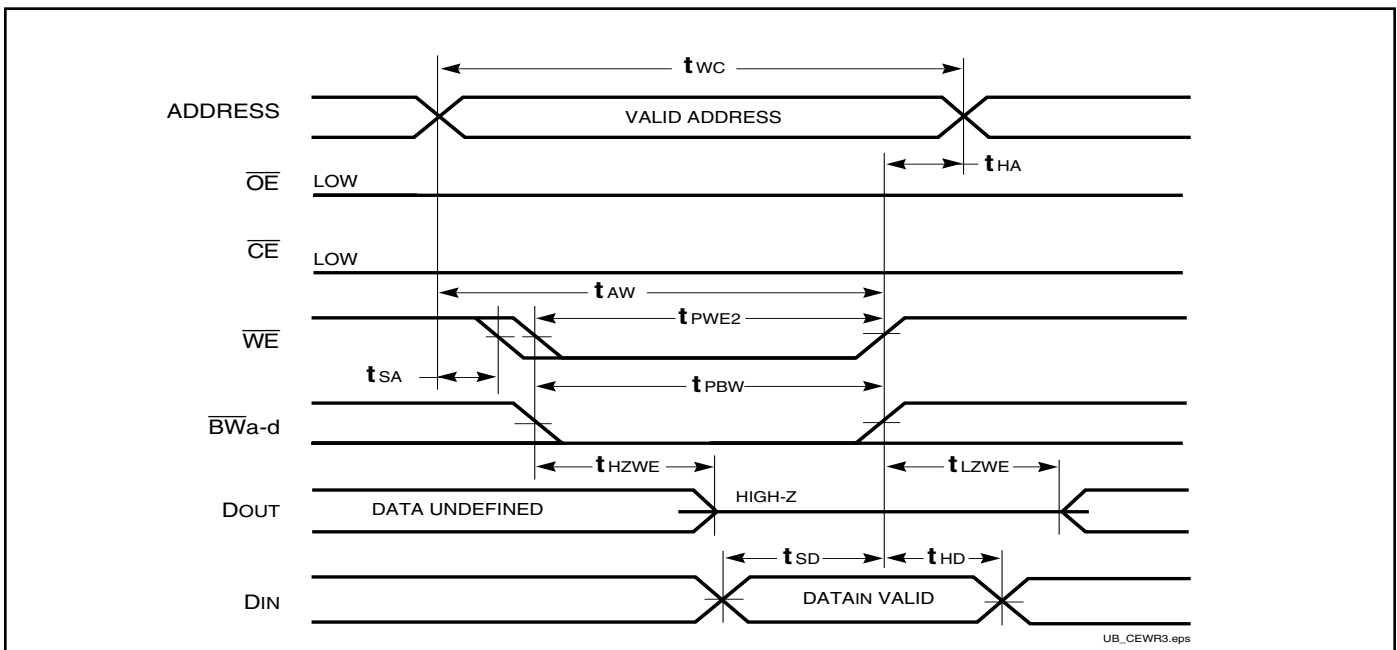 tWC
ADDRESS
VALID ADDRESS
tHA
OE
LOW
CE
LOW
tAW
tPWE2
WE
tSA
tPBW
BWa-d
tHZWE
tLZWE
HIGH-Z
DOUT
DATA UNDEFINED
tSD
tHD
DIN
DATAIN VALID
UB_CEWR3.eps